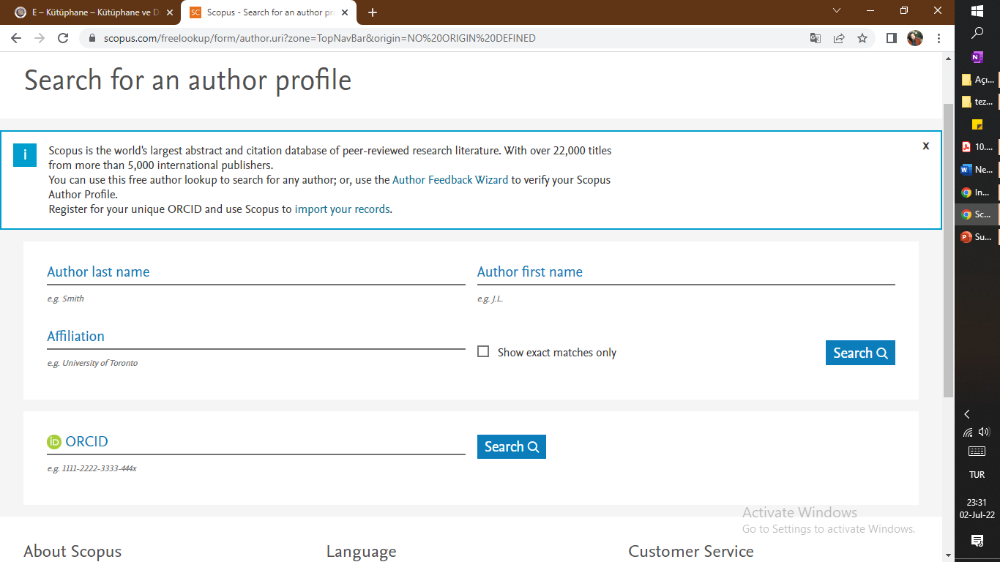 E – Kütüphane – Kütüphane ve D
SC Scopus - Search for an author pro
scopus.com/freelookup/form/author.uri?zone=TopNavBar&origin=NO%20ORIGIN%20DEFINED
Search for an author profile
i
Scopus is the world's largest abstract and citation database of peer-reviewed research literature. With over 22,000 titles
from more than 5,000 international publishers.
You can use this free author lookup to search for any author; or, use the Author Feedback Wizard to verify your Scopus
Author Profile.
Register for your unique ORCID and use Scopus to import your records.
x
Author last name
e.g. Smith
Author first name
e.g. J.L.
Affiliation
e.g. University of Toronto
Show exact matches only
Search
iD ORCID
e.g. 1111-2222-3333-444x
Search
Activate Windows
Go to Settings to activate Windows.
About Scopus
Language
Customer Service
N
Açı...
tez...
10....
W Ne...
In...
Sc...
P Su...
TUR
23:31
02-Jul-22